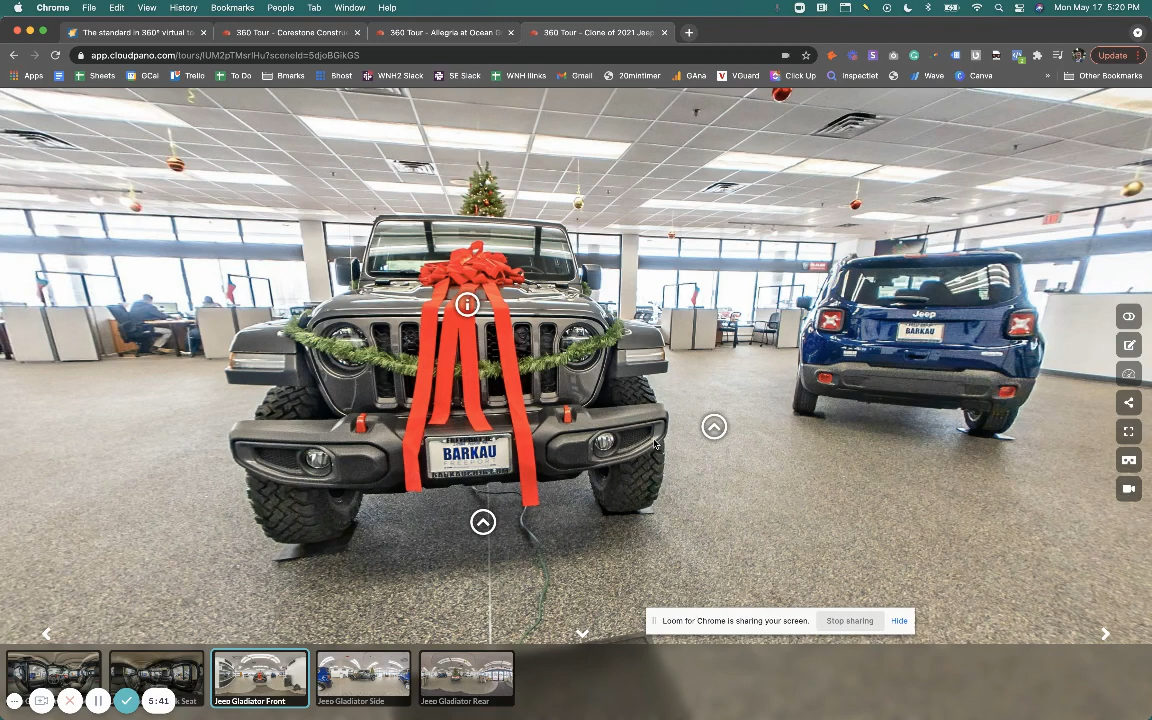 Chrome File Edit View History Bookmarks People Tab Window Help
Mon May 17 5:20 PM
The standard in 360° virtual to
360 Tour - Corestone Constru
360 Tour - Allegria at Ocean G
360 Tour - Clone of 2021 Jeep
app.cloudpano.com/tours/IUM2pTMsrlHu?sceneId=5djoBGikGS
Update
Apps
Sheets
GCal
Trello
To Do
Bmarks
Bhost
WNH2 Slack
SE Slack
WNH llinks
Gmail
20mintimer
GAna
VGuard
Click Up
Inspectlet
Wave
Canva
»
Other Bookmarks
Jeep
BARKAU
FREEPORT
Loom for Chrome is sharing your screen.
Stop sharing
Hide
Seat
Jeep Gladiator Front
Jeep Gladiator Side
Jeep Gladiator Rear
5:41